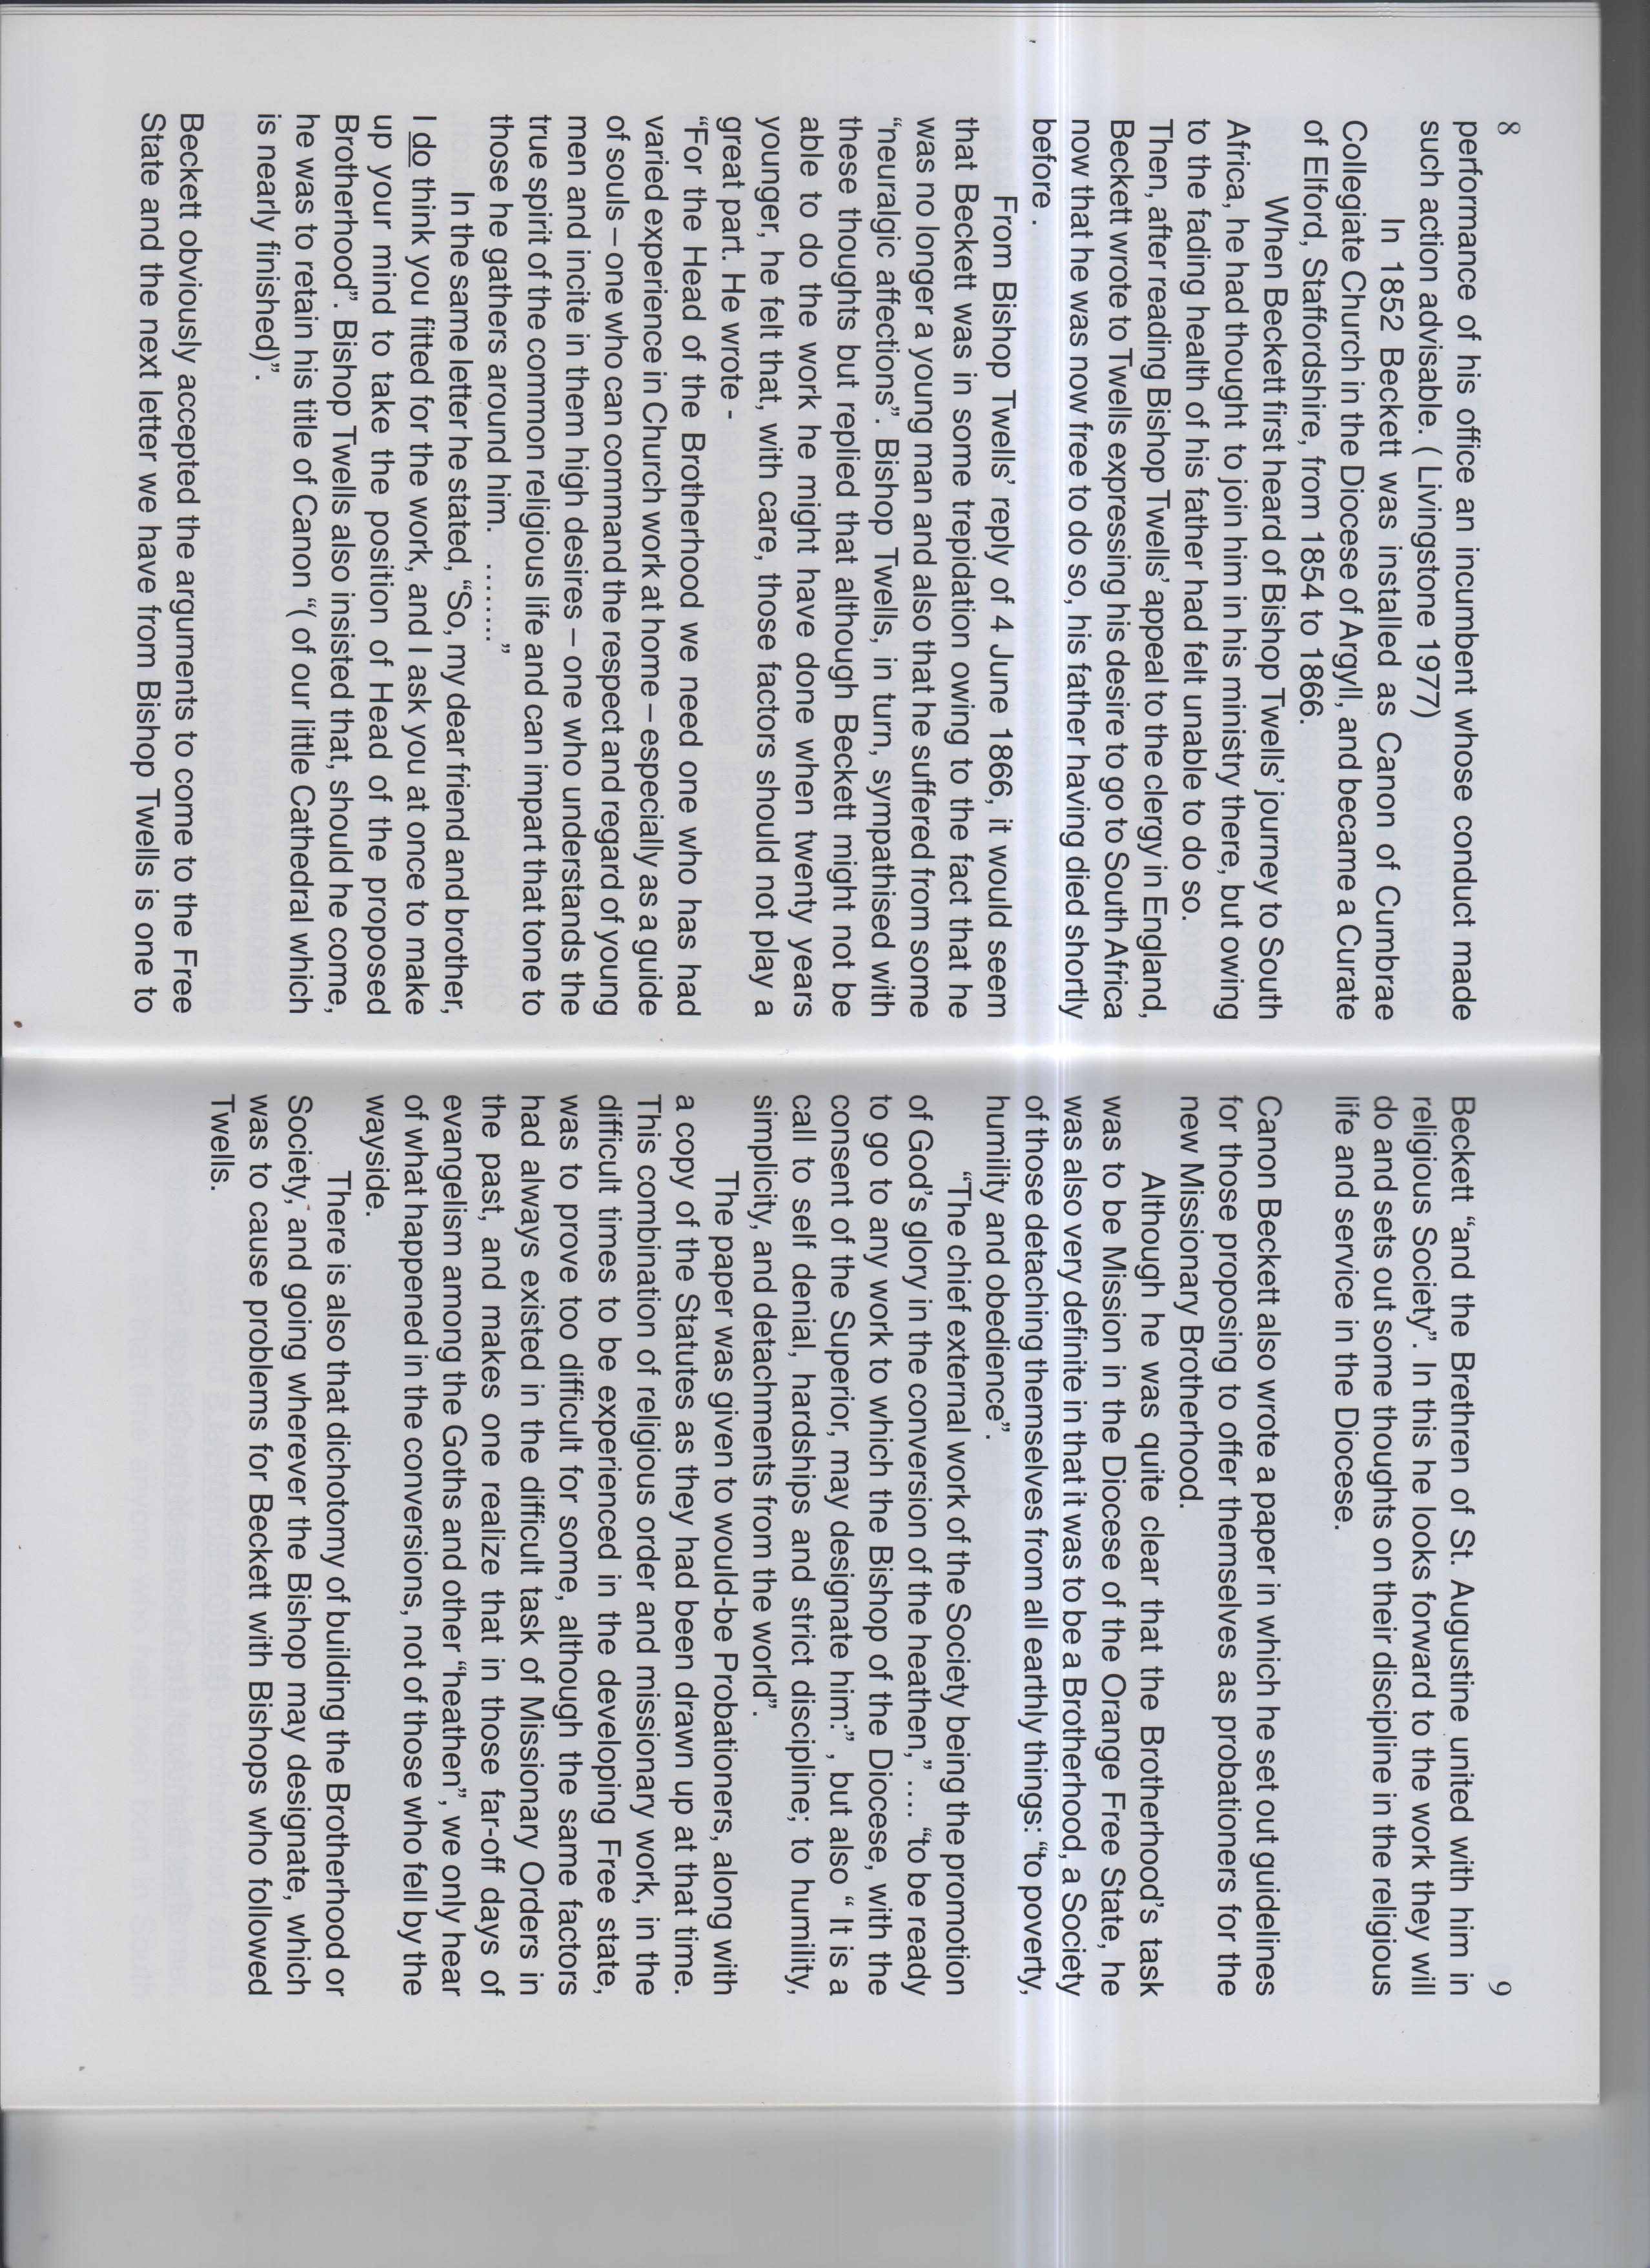 8
performance of his office an incumbent whose conduct made
such action advisable. ( Livingstone 1977)
In 1852 Beckett was installed as Canon of Cumbrae
Collegiate Church in the Diocese of Argyll, and became a Curate
of Elford, Staffordshire, from 1854 to 1866.
When Beckett first heard of Bishop Twells’ journey to South
Africa, he had thought to join him in his ministry there, but owing
to the fading health of his father had felt unable to do so.
Then, after reading Bishop Twells’ appeal to the clergy in England,
Beckett wrote to Twells expressing his desire to go to South Africa
now that he was now free to do so, his father having died shortly
before .
From Bishop Twells’ reply of 4 June 1866, it would seem
that Beckett was in some trepidation owing to the fact that he
was no longer a young man and also that he suffered from some
“neuralgic affections”. Bishop Twells, in turn, sympathised with
these thoughts but replied that although Beckett might not be
able to do the work he might have done when twenty years
younger, he felt that, with care, those factors should not play a
great part. He wrote -
“For the Head of the Brotherhood we need one who has had
varied experience in Church work at home – especially as a guide
of souls – one who can command the respect and regard of young
men and incite in them high desires – one who understands the
true spirit of the common religious life and can impart that tone to
those he gathers around him. ........”
In the same letter he stated, “So, my dear friend and brother,
I do think you fitted for the work, and I ask you at once to make
up your mind to take the position of Head of the proposed
Brotherhood”. Bishop Twells also insisted that, should he come,
he was to retain his title of Canon “( of our little Cathedral which
is nearly finished)”.
Beckett obviously accepted the arguments to come to the Free
State and the next letter we have from Bishop Twells is one to
9
Beckett “and the Brethren of St. Augustine united with him in
religious Society”. In this he looks forward to the work they will
do and sets out some thoughts on their discipline in the religious
life and service in the Diocese.
Canon Beckett also wrote a paper in which he set out guidelines
for those proposing to offer themselves as probationers for the
new Missionary Brotherhood.
Although he was quite clear that the Brotherhood’s task
was to be Mission in the Diocese of the Orange Free State, he
was also very definite in that it was to be a Brotherhood, a Society
of those detaching themselves from all earthly things: “to poverty,
humility and obedience”.
“The chief external work of the Society being the promotion
of God’s glory in the conversion of the heathen,” .... “to be ready
to go to any work to which the Bishop of the Diocese, with the
consent of the Superior, may designate him:” , but also “ It is a
call to self denial, hardships and strict discipline; to humility,
simplicity, and detachments from the world”.
The paper was given to would-be Probationers, along with
a copy of the Statutes as they had been drawn up at that time.
This combination of religious order and missionary work, in the
difficult times to be experienced in the developing Free state,
was to prove too difficult for some, although the same factors
had always existed in the difficult task of Missionary Orders in
the past, and makes one realize that in those far-off days of
evangelism among the Goths and other “heathen”, we only hear
of what happened in the conversions, not of those who fell by the
wayside.
There is also that dichotomy of building the Brotherhood or
Society, and going wherever the Bishop may designate, which
was to cause problems for Beckett with Bishops who followed
Twells.